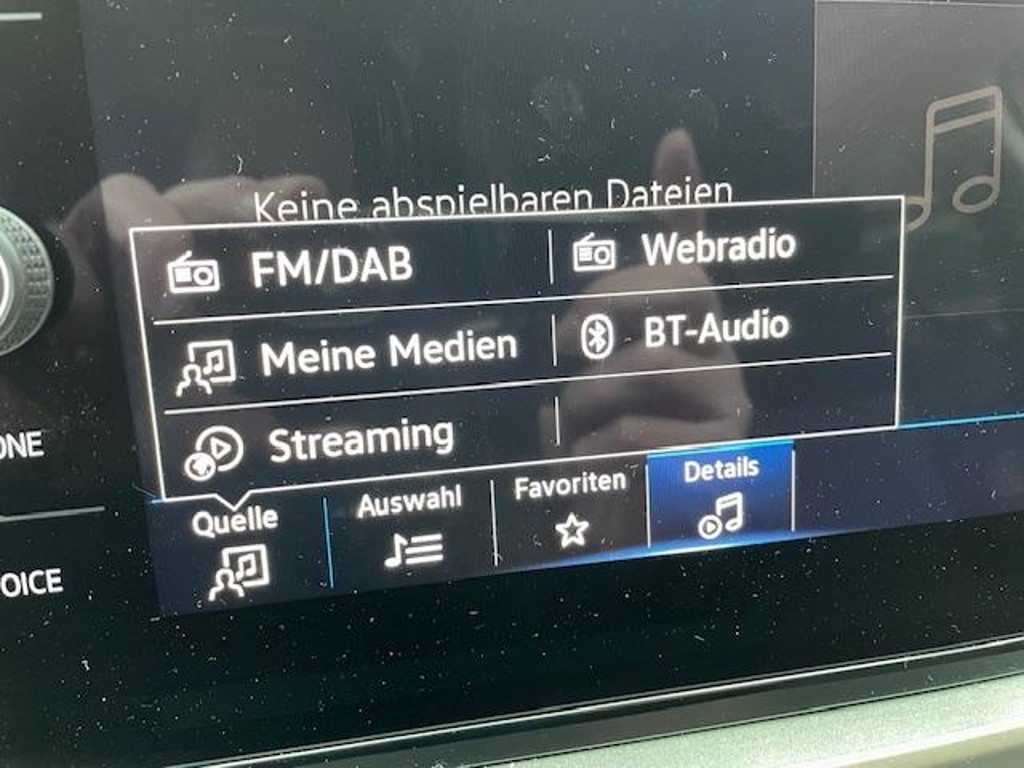 Keine abspielbaren Dateien
FM/DAB
Webradio
Meine Medien
BT-Audio
Streaming
ONE
Quelle
Auswahl
Favoriten
Details
OICE